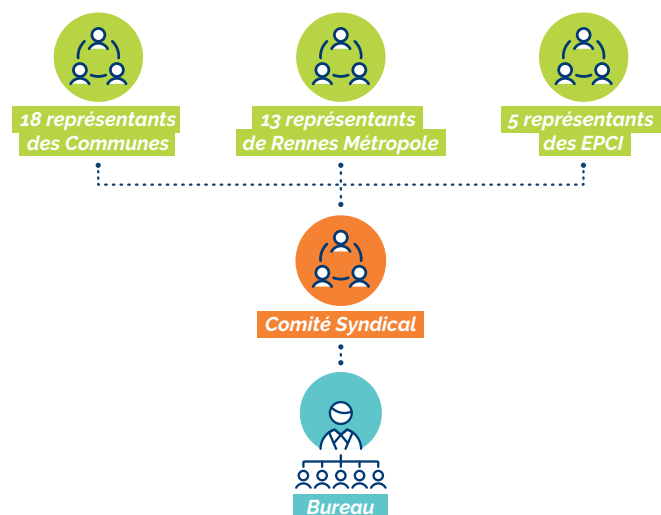 18 représentants
des Communes
13 représentants
de Rennes Métropole
5 représentants
des EPCI
Comité Syndical
Bureau